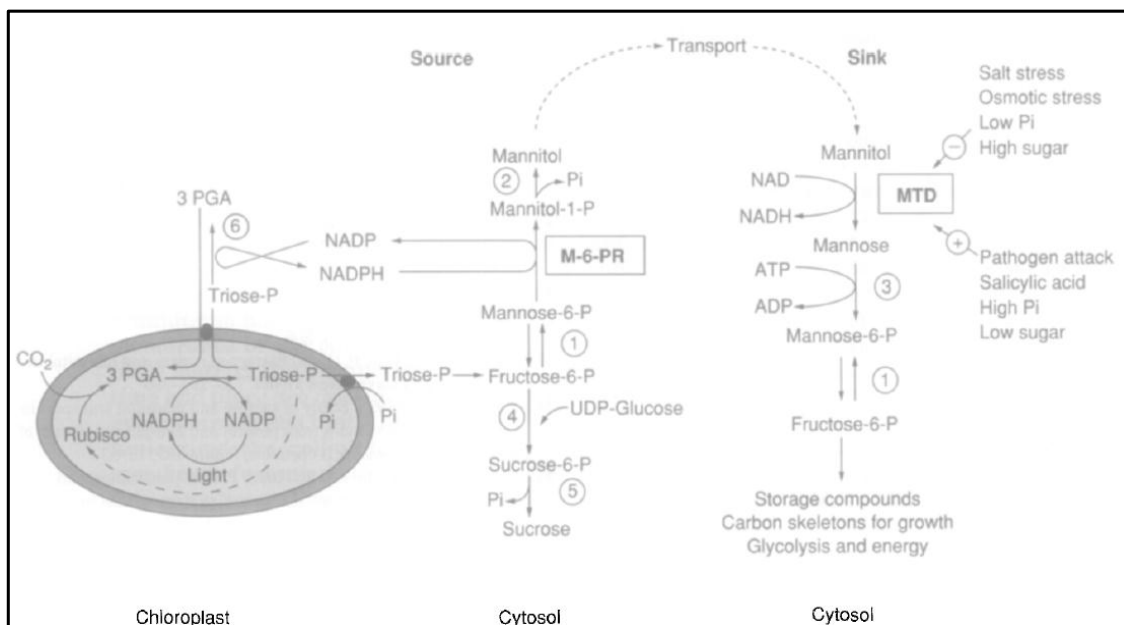 Transport
Source
Sink
Salt stress
Osmotic stress
Low Pi
High sugar
−
Mannitol
2
Pi
Mannitol-1-P
Mannitol
NAD
NADH
MTD
3 PGA
6
NADP
NADPH
M-6-PR
Mannose
+
Pathogen attack
Salicylic acid
High Pi
Low sugar
ATP
ADP
3
Triose-P
Mannose-6-P
1
Mannose-6-P
1
CO2
3 PGA
Triose-P
Triose-P
Fructose-6-P
NADPH
NADP
Pi
Pi
4
UDP-Glucose
Fructose-6-P
Rubisco
Light
Sucrose-6-P
Pi
5
Sucrose
Storage compounds
Carbon skeletons for growth
Glycolysis and energy
Chloroplast
Cytosol
Cytosol